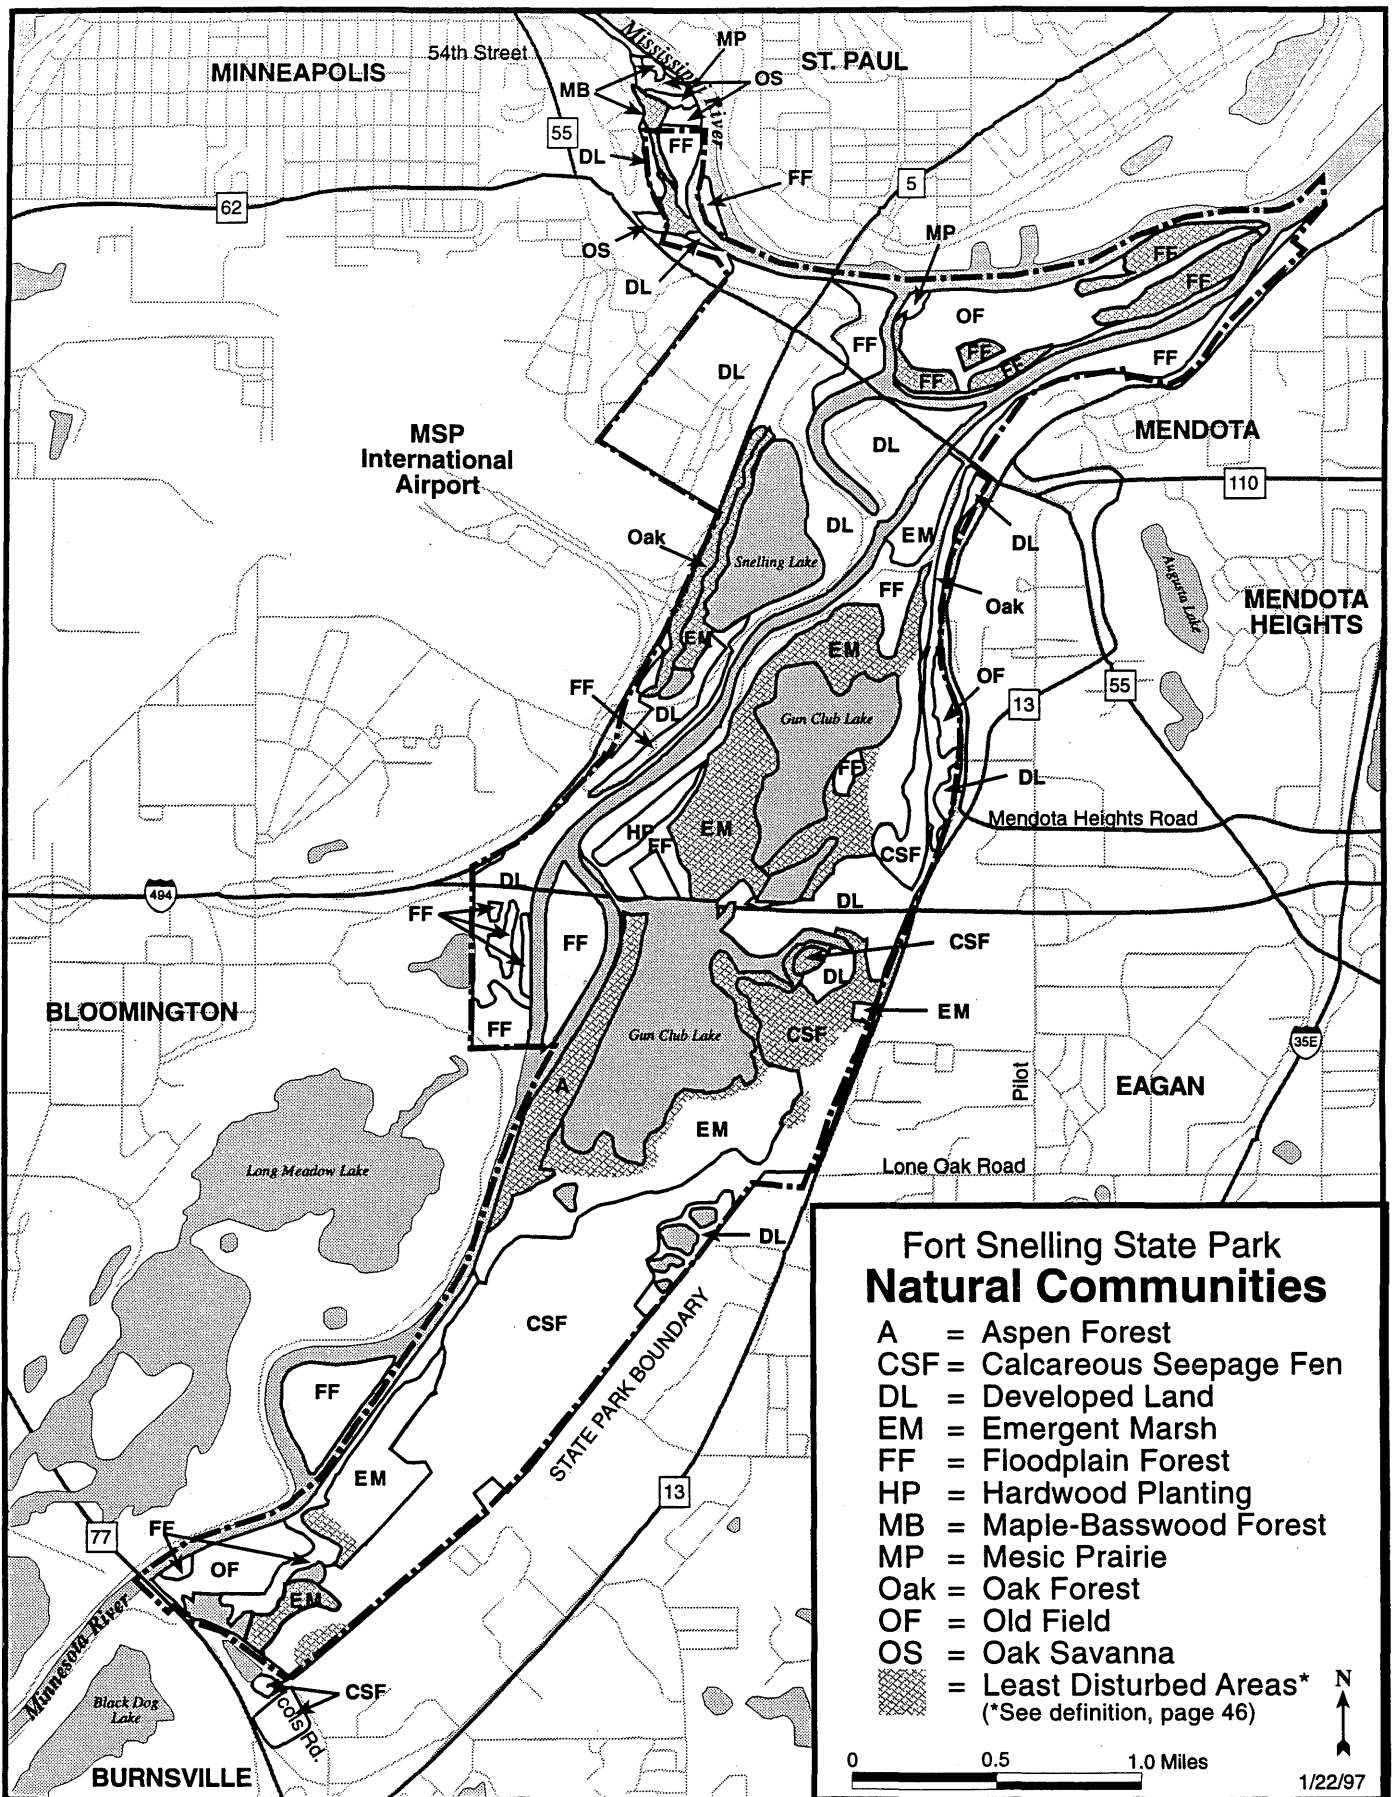 54th Street
MINNEAPOLIS
Mississippi River
MP
ST. PAUL
OS
MB
55
FF
DL
FF
5
62
MP
OS
DL
FF
FF
OF
FF
FF
FF
FF
FF
DL
MSP
International
Airport
MENDOTA
DL
110
Oak
DL
EM
DL
Snelling Lake
Augusta Lake
FF
Oak
MENDOTA
HEIGHTS
EM
EM
OF
FF
DL
Gun Club Lake
13
55
FF
DL
Mendota Heights Road
HP
EM
FF
CSF
DL
494
DL
FF
FF
CSF
DL
BLOOMINGTON
EM
FF
Gun Club Lake
CSF
35E
Pilot
EAGAN
A
EM
Long Meadow Lake
Lone Oak Road
DL
CSF
STATE PARK BOUNDARY
FF
EM
13
77
FF
OF
EM
Minnesota River
CSF
cols Rd.
Black Dog
Lake
BURNSVILLE
Fort Snelling State Park
Natural Communities
A = Aspen Forest
CSF = Calcareous Seepage Fen
DL = Developed Land
EM = Emergent Marsh
FF = Floodplain Forest
HP = Hardwood Planting
MB = Maple-Basswood Forest
MP = Mesic Prairie
Oak = Oak Forest
OF = Old Field
OS = Oak Savanna
= Least Disturbed Areas*
(*See definition, page 46)
N
0 0.5 1.0 Miles
1/22/97